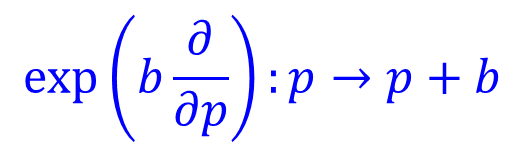 exp(b ∂/∂p) : p → p + b